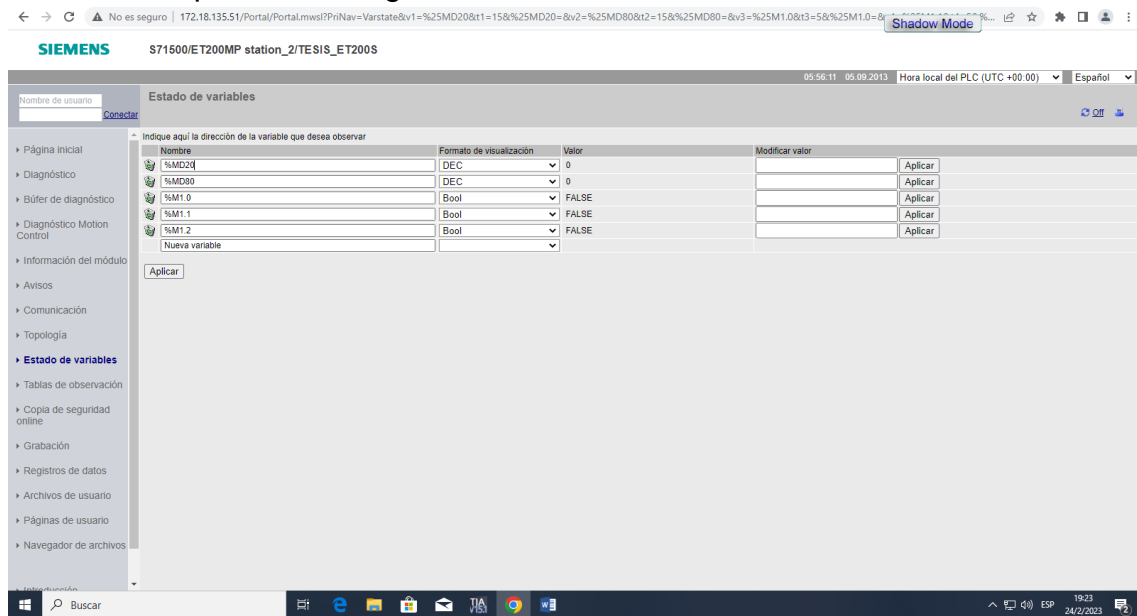 No es seguro | 172.18.135.51/Portal/Portal.mwsl?PriNav=Varstate&v1=%25MD20&t1=15&%25MD20=&v2=%25MD80&t2=15&%25MD80=&v3=%25M1.0&t3=5&%25M1.0=&
Shadow Mode
SIEMENS S71500/ET200MP station_2/TESIS_ET200S
05:56:11 05.09.2013 Hora local del PLC (UTC +00:00) Español
Nombre de usuario
Conectar
Estado de variables
Off
Indique aquí la dirección de la variable que desea observar
Nombre Formato de visualización Valor Modificar valor
%MD20 DEC 0 Aplicar
%MD80 DEC 0 Aplicar
%M1.0 Bool FALSE Aplicar
%M1.1 Bool FALSE Aplicar
%M1.2 Bool FALSE Aplicar
Nueva variable
Aplicar
Página inicial
Diagnóstico
Búfer de diagnóstico
Diagnóstico Motion
Control
Información del módulo
Avisos
Comunicación
Topología
Estado de variables
Tablas de observación
Copia de seguridad
online
Grabación
Registros de datos
Archivos de usuario
Páginas de usuario
Navegador de archivos
Introducción
Buscar
TIA
V15.1
ESP
19:23
24/2/2023
2